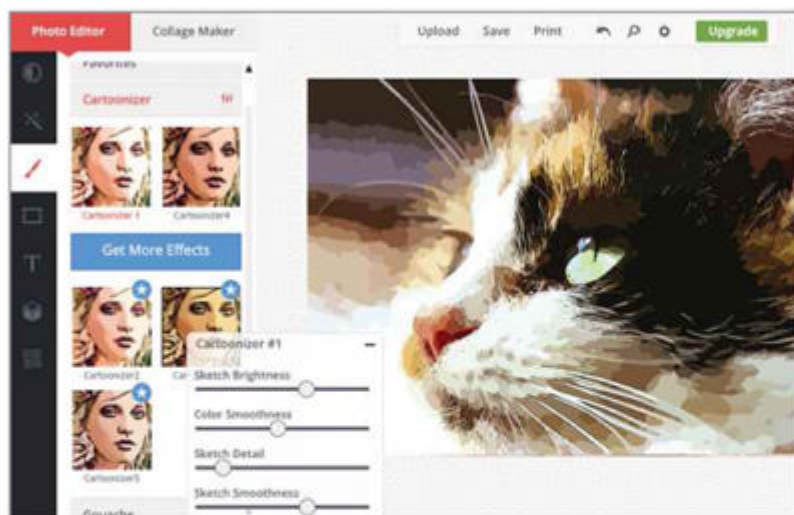 Photo Editor
Collage Maker
Upload
Save
Print
Upgrade
Favorites
Cartoonizer
Cartoonizer 1
Cartoonizer4
Get More Effects
Cartoonizer2
Car
Cartoonizer #1
Sketch Brightness
Cartoonizer5
Color Smoothness
Sketch Detail
Sketch Smoothness
Gouache
T